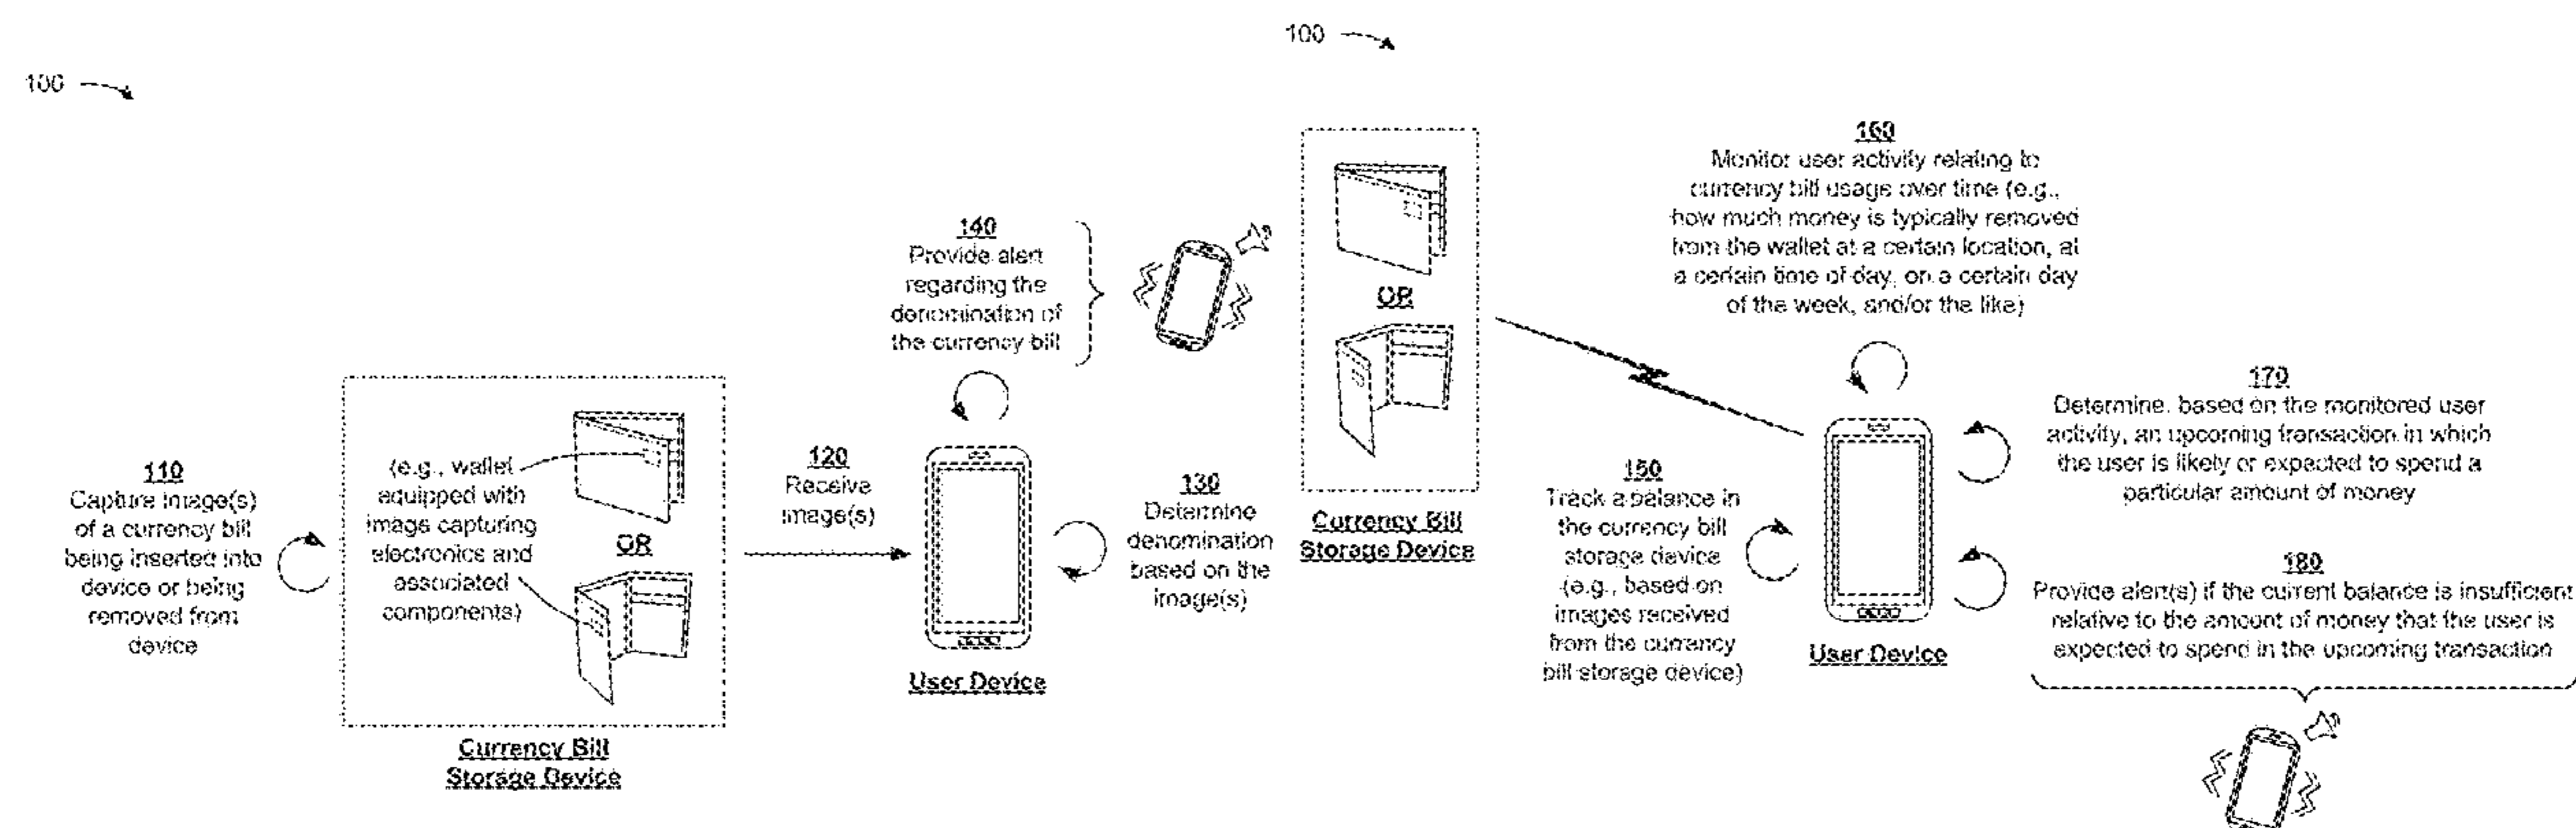 100
110
Capture image(s)
of a currency bill
being inserted into
device or being
removed from
device
(e.g., wallet
equipped with
image capturing
electronics and
associated
components)
OR
Currency Bill
Storage Device
120
Receive
image(s)
140
Provide alert
regarding the
denomination of
the currency bill
130
Determine
denomination
based on the
image(s)
User Device
100
OR
Currency Bill
Storage Device
160
Monitor user activity relating to
currency bill usage over time (e.g.,
how much money is typically removed
from the wallet at a certain location, at
a certain time of day, on a certain day
of the week, and/or the like)
150
Track a balance in
the currency bill
storage device
(e.g., based on
images received
from the currency
bill storage device)
User Device
170
Determine, based on the monitored user
activity, an upcoming transaction in which
the user is likely or expected to spend a
particular amount of money
180
Provide alert(s) if the current balance is insufficient
relative to the amount of money that the user is
expected to spend in the upcoming transaction